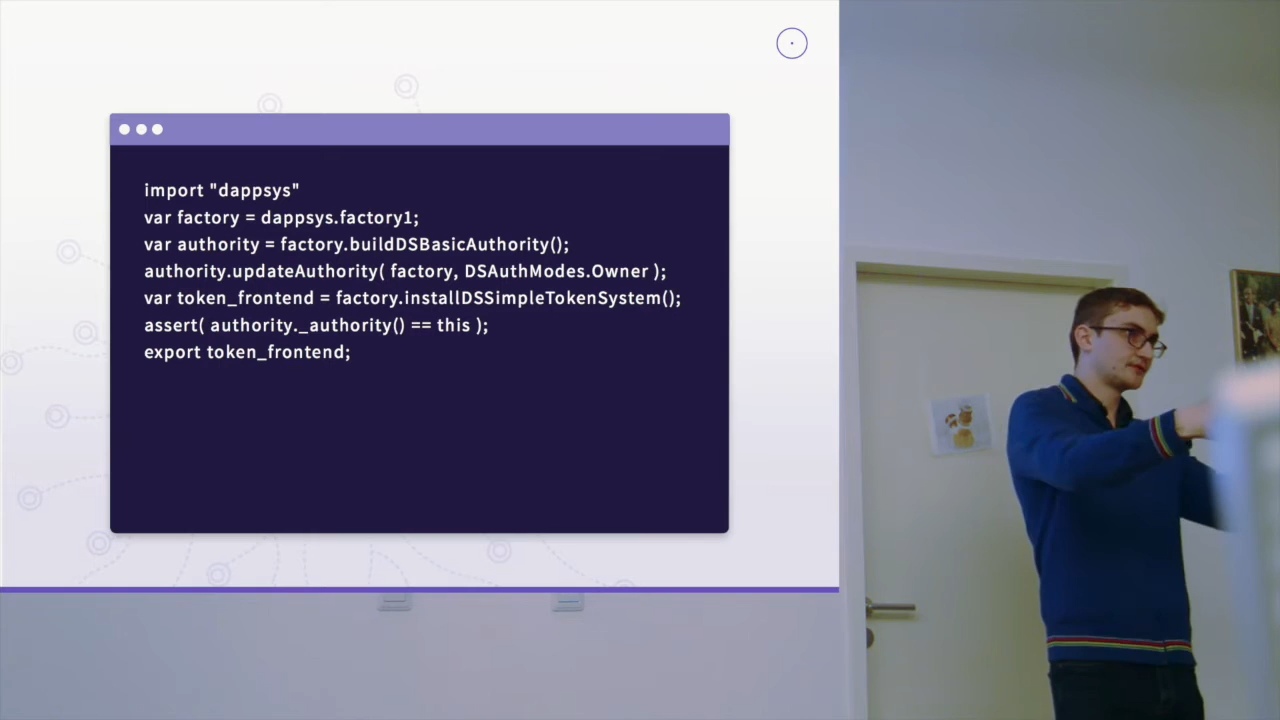 import "dappsys"
var factory = dappsys.factory1;
var authority = factory.buildDSBasicAuthority();
authority.updateAuthority( factory, DSAuthModes.Owner );
var token_frontend = factory.installDSSimpleTokenSystem();
assert( authority._authority() == this );
export token_frontend;